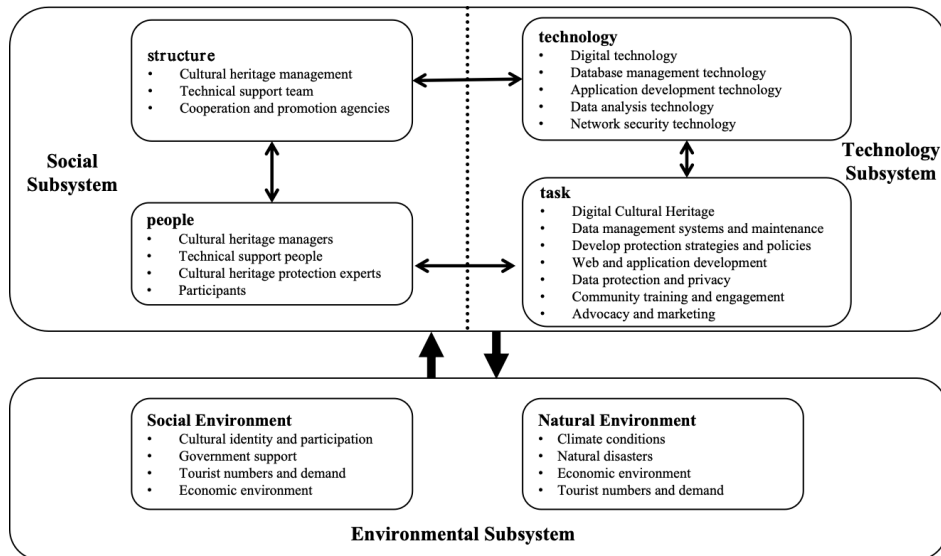 structure
• Cultural heritage management
• Technical support team
• Cooperation and promotion agencies
technology
• Digital technology
• Database management technology
• Application development technology
• Data analysis technology
• Network security technology
Social
Subsystem
Technology
Subsystem
people
• Cultural heritage managers
• Technical support people
• Cultural heritage protection experts
• Participants
task
• Digital Cultural Heritage
• Data management systems and maintenance
• Develop protection strategies and policies
• Web and application development
• Data protection and privacy
• Community training and engagement
• Advocacy and marketing
Social Environment
• Cultural identity and participation
• Government support
• Tourist numbers and demand
• Economic environment
Natural Environment
• Climate conditions
• Natural disasters
• Economic environment
• Tourist numbers and demand
Environmental Subsystem